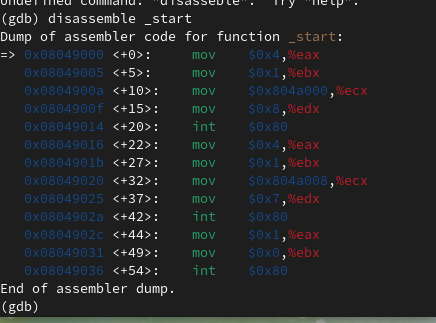 Undefined command: "disasseble". Try "help".
(gdb) disassemble _start
Dump of assembler code for function _start:
=> 0x08049000 <+0>: mov $0x4,%eax
0x08049005 <+5>: mov $0x1,%ebx
0x0804900a <+10>: mov $0x804a000,%ecx
0x0804900f <+15>: mov $0x8,%edx
0x08049014 <+20>: int $0x80
0x08049016 <+22>: mov $0x4,%eax
0x0804901b <+27>: mov $0x1,%ebx
0x08049020 <+32>: mov $0x804a008,%ecx
0x08049025 <+37>: mov $0x7,%edx
0x0804902a <+42>: int $0x80
0x0804902c <+44>: mov $0x1,%eax
0x08049031 <+49>: mov $0x0,%ebx
0x08049036 <+54>: int $0x80
End of assembler dump.
(gdb)